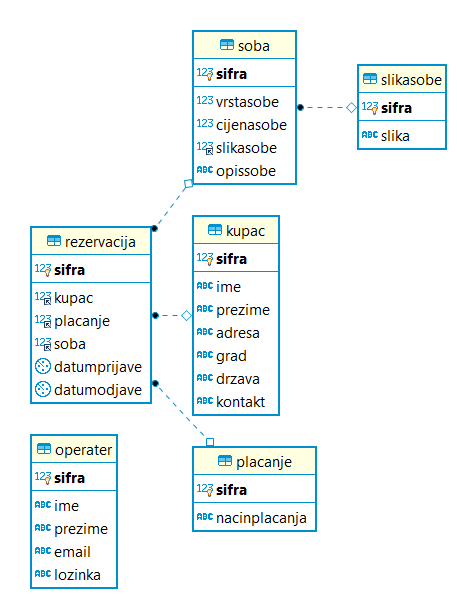 soba
123 sifra
123 vrstasobe
123 cijenasobe
123 slikasobe
ABC opissobe
slikasobe
123 sifra
ABC slika
rezervacija
123 sifra
123 kupac
123 placanje
123 soba
datumprijave
datumodjave
kupac
123 sifra
ABC ime
ABC prezime
ABC adresa
ABC grad
ABC drzava
ABC kontakt
operater
123 sifra
ABC ime
ABC prezime
ABC email
ABC lozinka
placanje
123 sifra
ABC nacinplacanja